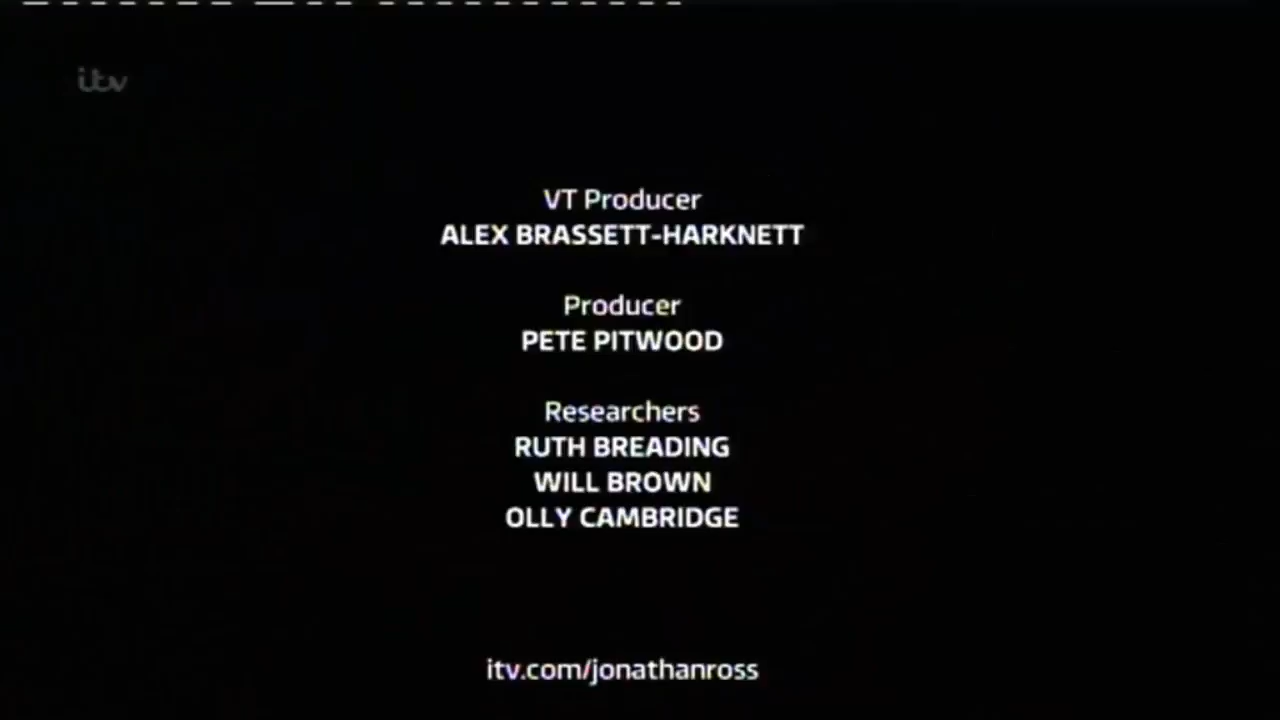 itv
VT Producer
ALEX BRASSETT-HARKNETT
Producer
PETE PITWOOD
Researchers
RUTH BREADING
WILL BROWN
OLLY CAMBRIDGE
itv.com/jonathanross